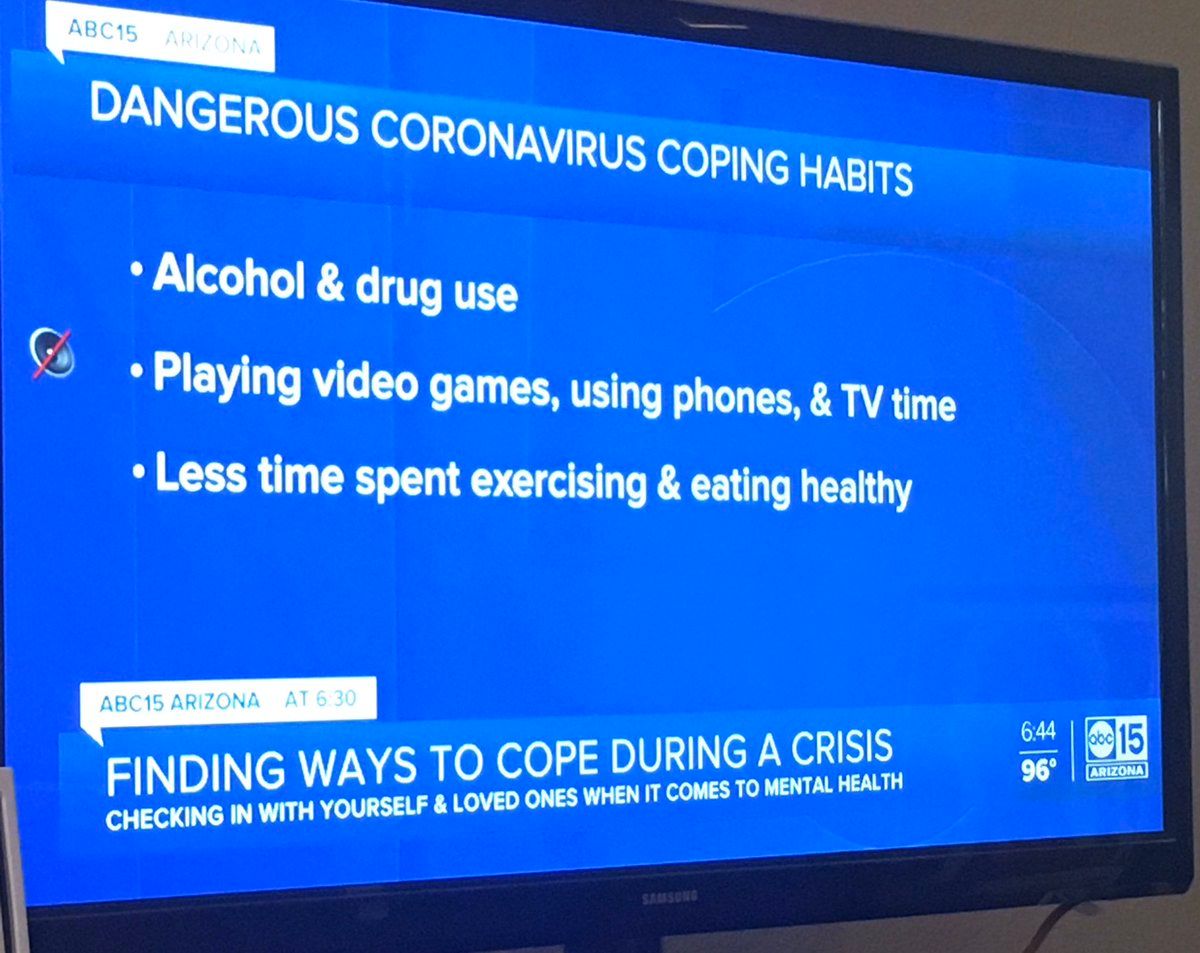 ABC15 ARIZONA
DANGEROUS CORONAVIRUS COPING HABITS
• Alcohol & drug use
• Playing video games, using phones, & TV time
• Less time spent exercising & eating healthy
ABC15 ARIZONA AT 6:30
FINDING WAYS TO COPE DURING A CRISIS
CHECKING IN WITH YOURSELF & LOVED ONES WHEN IT COMES TO MENTAL HEALTH
6:44
96°
abc 15
ARIZONA
SAMSUNG